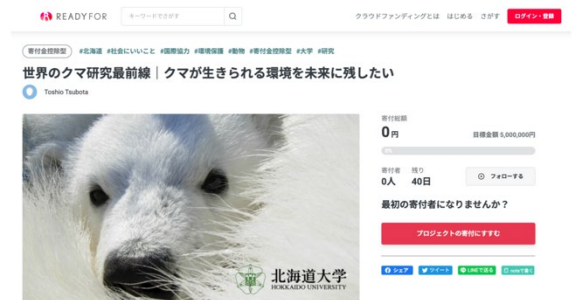 READYFOR
キーワードでさがす
クラウドファンディングとは はじめる さがす ログイン・登録
寄付金控除型 #北海道 #社会にいいこと #国際協力 #環境保護 #動物 #寄付金控除型 #大学 #研究
世界のクマ研究最前線｜クマが生きられる環境を未来に残したい
Toshio Tsubota
寄付総額
0円
目標金額 5,000,000円
0%
寄付者 残り
0人 40日
フォローする
最初の寄付者になりませんか？
プロジェクトの寄付にすすむ
シェア ツイート LINEで送る noteで書く
北海道大学
HOKKAIDO UNIVERSITY